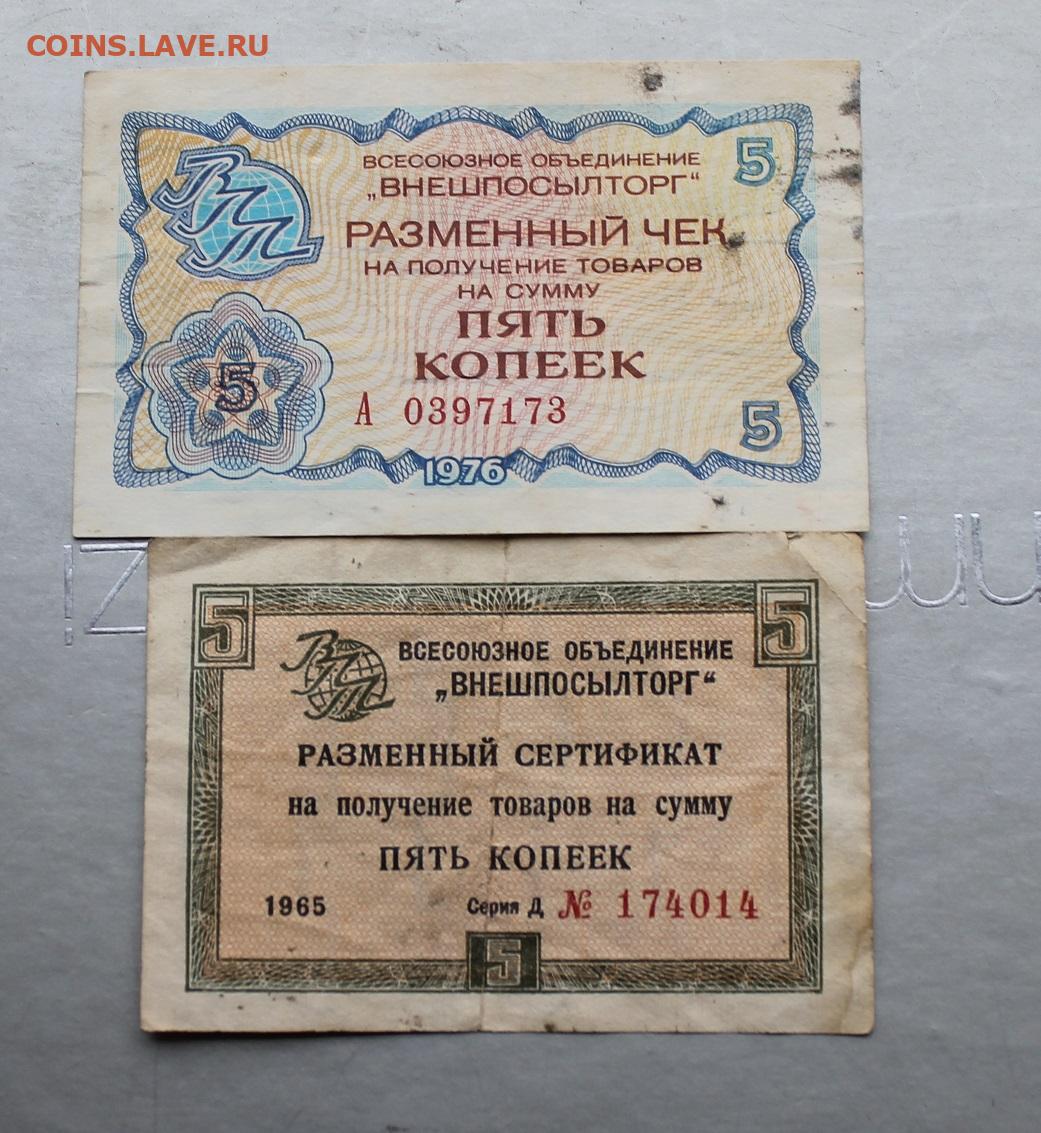 COINS.LAVE.RU
ВПТ
ВСЕСОЮЗНОЕ ОБЪЕДИНЕНИЕ
5
„ВНЕШПОСЫЛТОРГ“
РАЗМЕННЫЙ ЧЕК
НА ПОЛУЧЕНИЕ ТОВАРОВ
НА СУММУ
ПЯТЬ
КОПЕЕК
5
А 0397173
5
1976
5
5
ВПТ
ВСЕСОЮЗНОЕ ОБЪЕДИНЕНИЕ
„ВНЕШПОСЫЛТОРГ“
РАЗМЕННЫЙ СЕРТИФИКАТ
на получение товаров на сумму
ПЯТЬ КОПЕЕК
1965 Серия Д № 174014
5